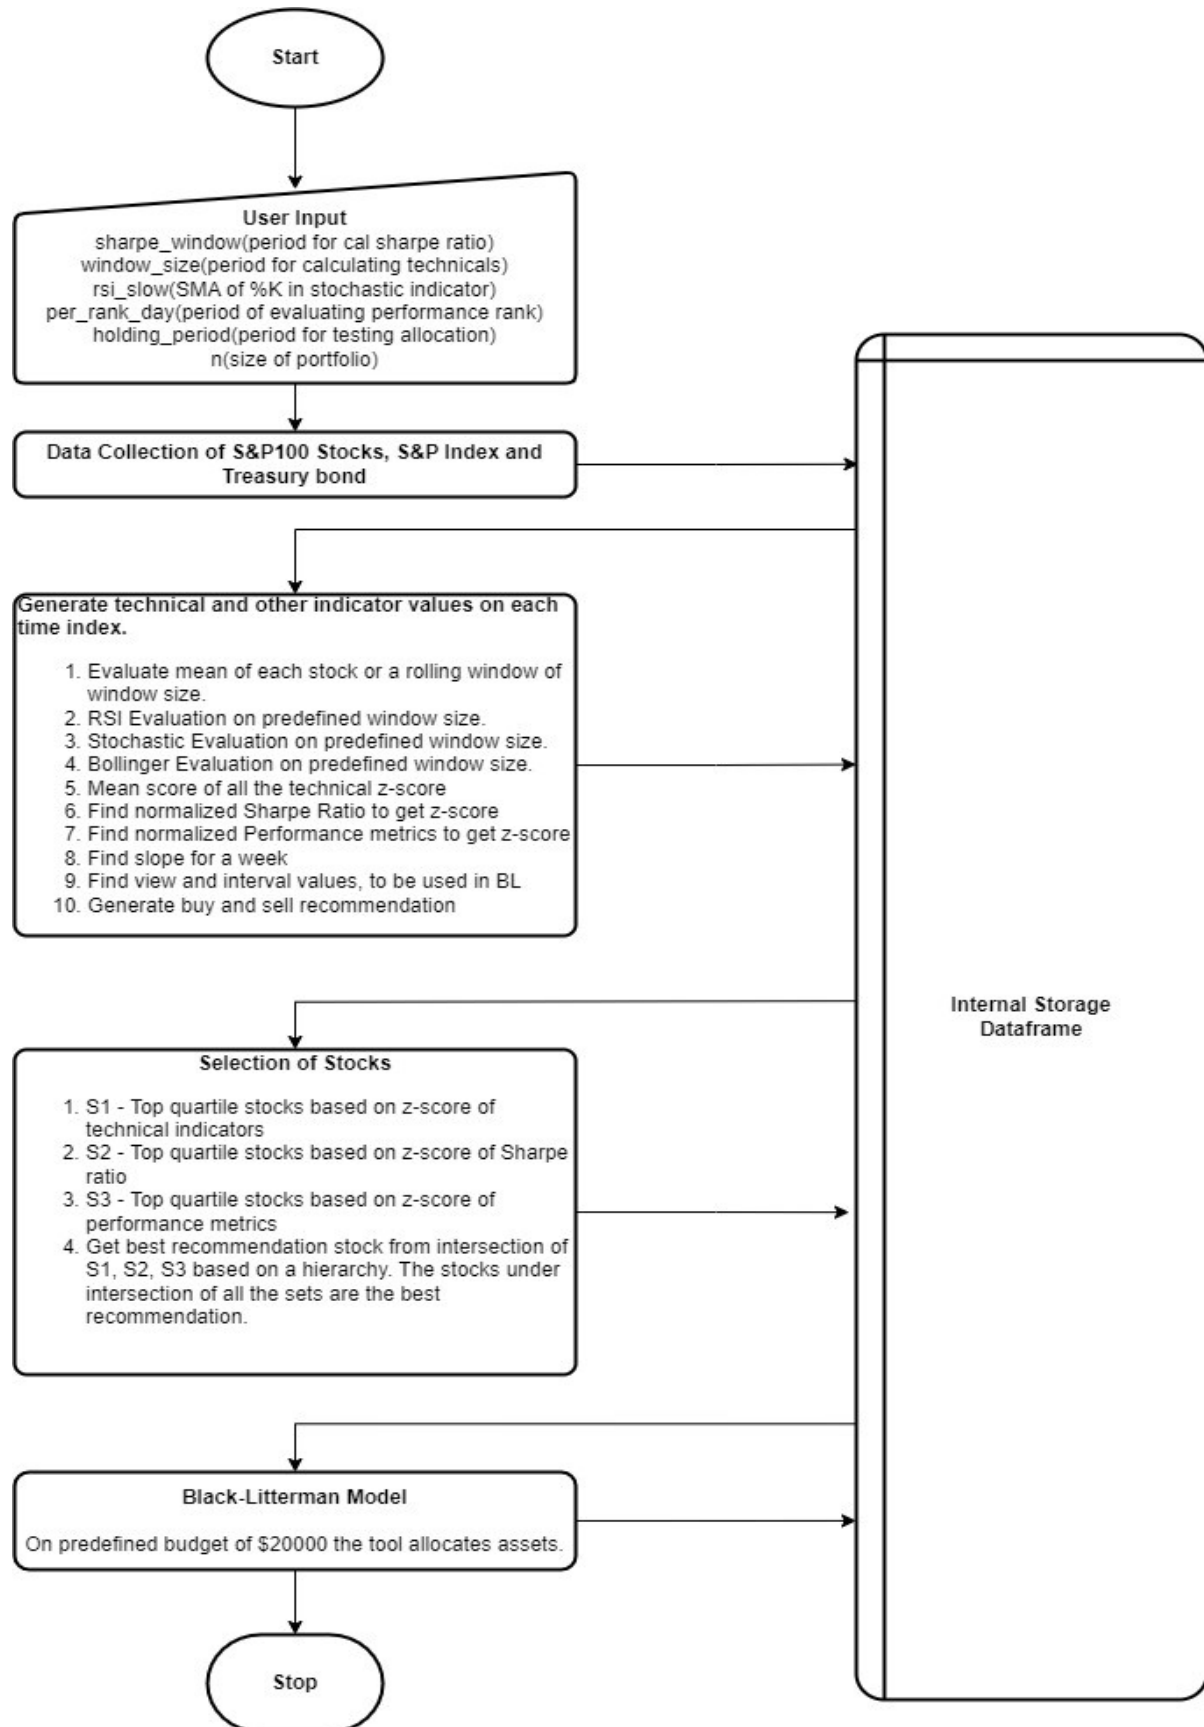 Start
User Input
sharpe_window(period for cal sharpe ratio)
window_size(period for calculating technicals)
rsi_slow(SMA of %K in stochastic indicator)
per_rank_day(period of evaluating performance rank)
holding_period(period for testing allocation)
n(size of portfolio)
Data Collection of S&P100 Stocks, S&P Index and
Treasury bond
Generate technical and other indicator values on each
time index.
1. Evaluate mean of each stock or a rolling window of
window size.
2. RSI Evaluation on predefined window size.
3. Stochastic Evaluation on predefined window size.
4. Bollinger Evaluation on predefined window size.
5. Mean score of all the technical z-score
6. Find normalized Sharpe Ratio to get z-score
7. Find normalized Performance metrics to get z-score
8. Find slope for a week
9. Find view and interval values, to be used in BL
10. Generate buy and sell recommendation
Internal Storage
Dataframe
Selection of Stocks
1. S1 - Top quartile stocks based on z-score of
technical indicators
2. S2 - Top quartile stocks based on z-score of Sharpe
ratio
3. S3 - Top quartile stocks based on z-score of
performance metrics
4. Get best recommendation stock from intersection of
S1, S2, S3 based on a hierarchy. The stocks under
intersection of all the sets are the best
recommendation.
Black-Litterman Model
On predefined budget of $20000 the tool allocates assets.
Stop